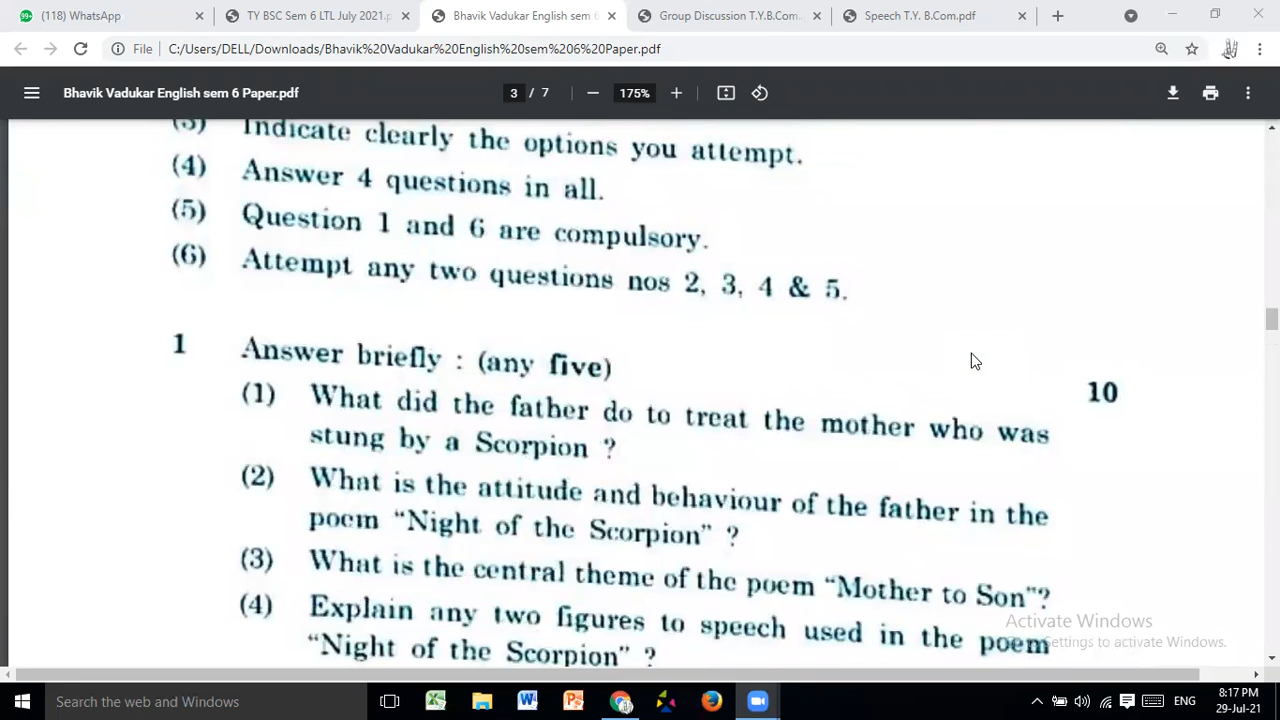 (118) WhatsApp
TY BSC Sem 6 LTL July 2021.p
Bhavik Vadukar English sem 6
Group Discussion T.Y.B.Com.
Speech T.Y. B.Com.pdf
File C:/Users/DELL/Downloads/Bhavik%20Vadukar%20English%20sem%206%20Paper.pdf
Bhavik Vadukar English sem 6 Paper.pdf 3 / 7 175%
(3) Indicate clearly the options you attempt.
(4) Answer 4 questions in all.
(5) Question 1 and 6 are compulsory.
(6) Attempt any two questions nos 2, 3, 4 & 5.
1 Answer briefly : (any five) 10
(1) What did the father do to treat the mother who was
stung by a Scorpion ?
(2) What is the attitude and behaviour of the father in the
poem "Night of the Scorpion" ?
(3) What is the central theme of the poem "Mother to Son"?
(4) Explain any two figures to speech used in the poem
"Night of the Scorpion" ?
Activate Windows
Settings to activate Windows.
Search the web and Windows
ENG
8:17 PM
29-Jul-21